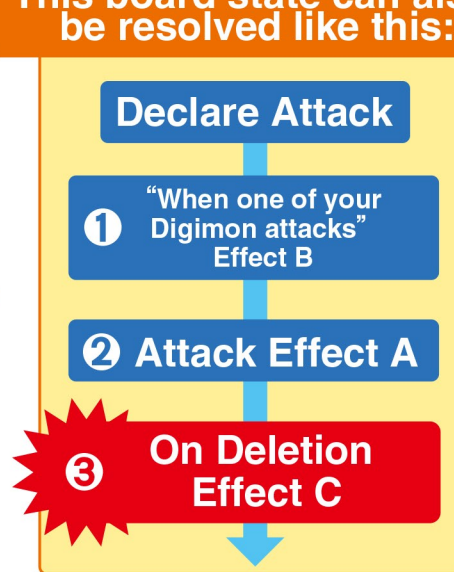 This board state can als
be resolved like this:
Declare Attack
❶ “When one of your
Digimon attacks”
Effect B
❷ Attack Effect A
❸ On Deletion
Effect C